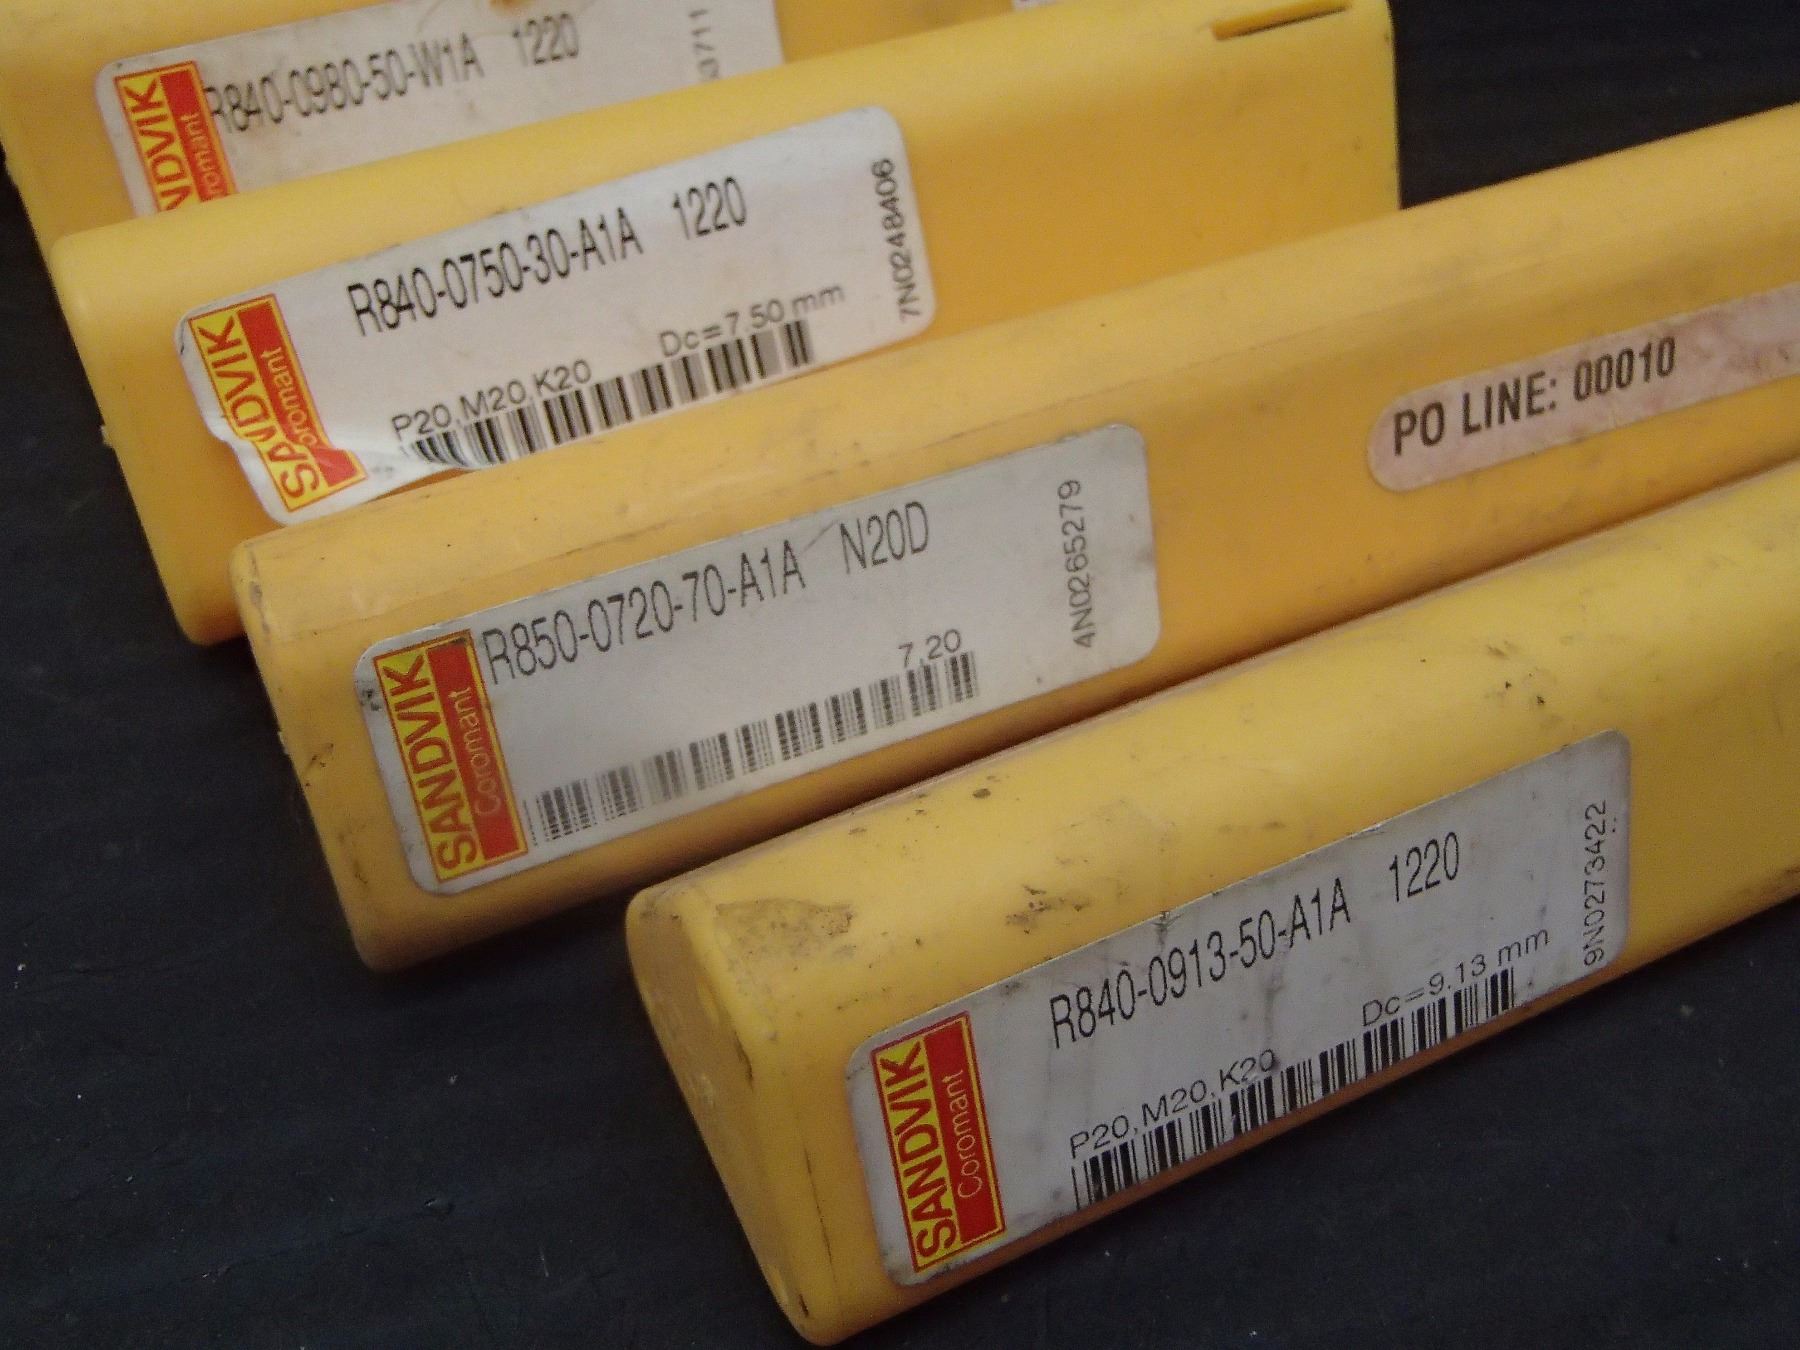 R840-0980-50-W1A 1220
SANDVIK
Coromant
R840-0750-30-A1A 1220
Dc=7.50 mm
P20,M20,K20
7N0248406
SANDVIK
Coromant
PO LINE: 00010
R850-0720-70-A1A N20D
7,20
4N0265279
SANDVIK
Coromant
R840-0913-50-A1A 1220
Dc=9.13 mm
P20,M20,K20
9N0273422
SANDVIK
Coromant